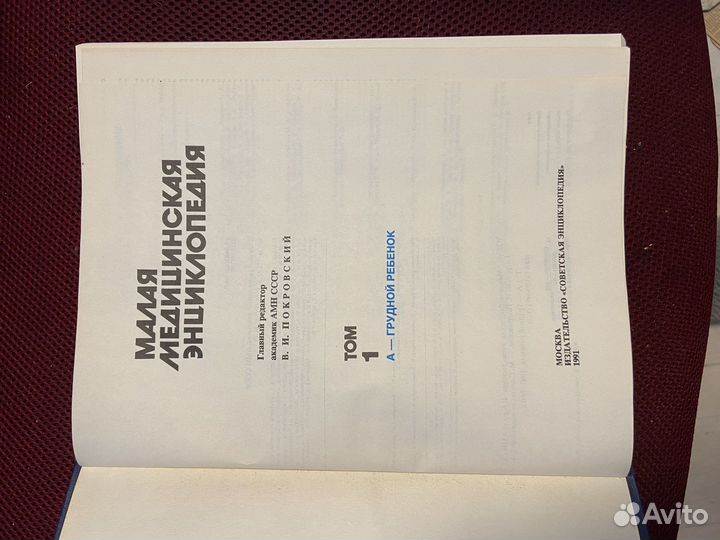 МАЛАЯ
МЕДИЦИНСКАЯ
ЭНЦИКЛОПЕДИЯ
Главный редактор
академик АМН СССР
В. И. ПОКРОВСКИЙ
ТОМ
1
А — ГРУДНОЙ РЕБЕНОК
МОСКВА
ИЗДАТЕЛЬСТВО «СОВЕТСКАЯ ЭНЦИКЛОПЕДИЯ»
1991
Avito